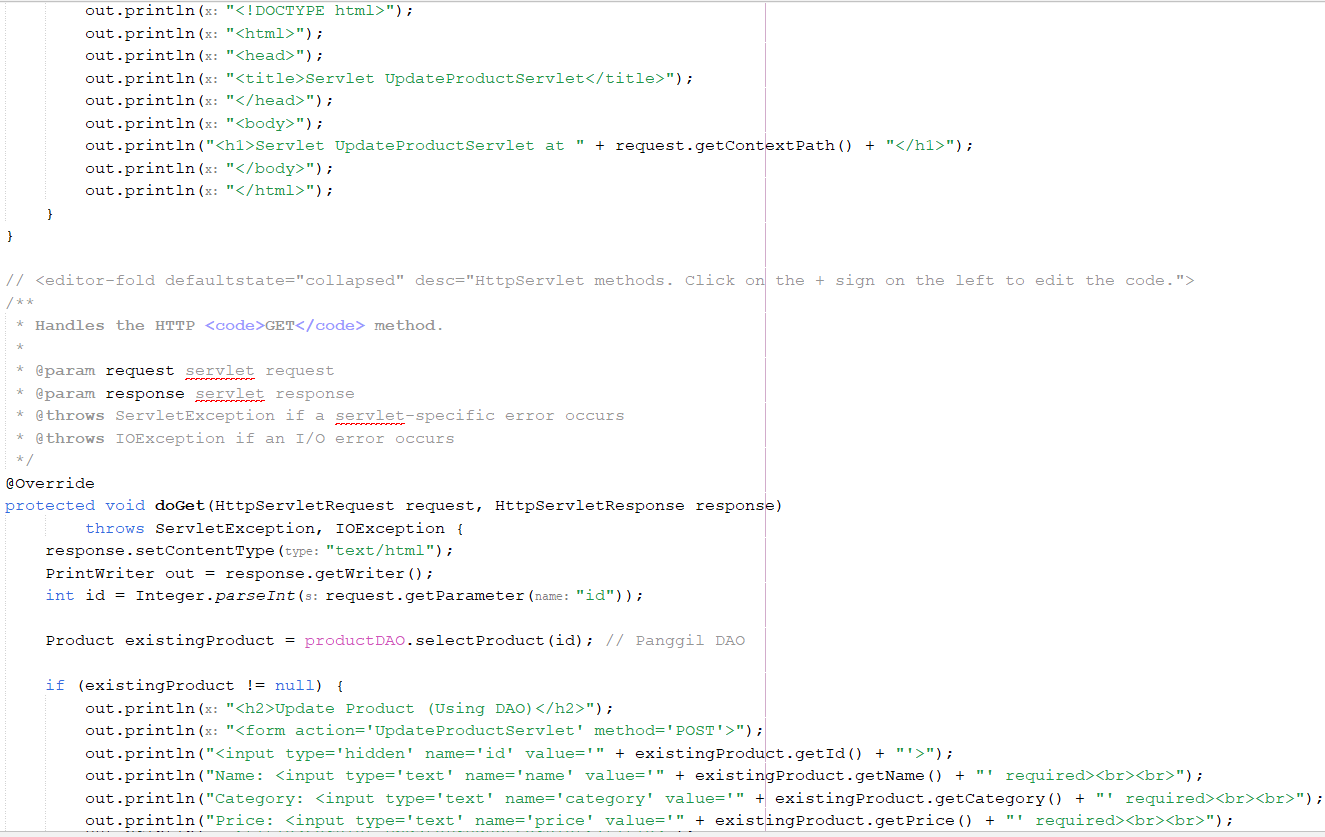 out.println(x: "<!DOCTYPE html>");
out.println(x: "<html>");
out.println(x: "<head>");
out.println(x: "<title>Servlet UpdateProductServlet</title>");
out.println(x: "</head>");
out.println(x: "<body>");
out.println("<h1>Servlet UpdateProductServlet at " + request.getContextPath() + "</h1>");
out.println(x: "</body>");
out.println(x: "</html>");
}
}
// <editor-fold defaultstate="collapsed" desc="HttpServlet methods. Click on the + sign on the left to edit the code.">
/**
* Handles the HTTP <code>GET</code> method.
*
* @param request servlet request
* @param response servlet response
* @throws ServletException if a servlet-specific error occurs
* @throws IOException if an I/O error occurs
*/
@Override
protected void doGet(HttpServletRequest request, HttpServletResponse response)
throws ServletException, IOException {
response.setContentType(type: "text/html");
PrintWriter out = response.getWriter();
int id = Integer.parseInt(s: request.getParameter(name: "id"));
Product existingProduct = productDAO.selectProduct(id); // Panggil DAO
if (existingProduct != null) {
out.println(x: "<h2>Update Product (Using DAO)</h2>");
out.println(x: "<form action='UpdateProductServlet' method='POST'>");
out.println("<input type='hidden' name='id' value='" + existingProduct.getId() + "'>");
out.println("Name: <input type='text' name='name' value='" + existingProduct.getName() + "' required><br><br>");
out.println("Category: <input type='text' name='category' value='" + existingProduct.getCategory() + "' required><br><br>");
out.println("Price: <input type='text' name='price' value='" + existingProduct.getPrice() + "' required><br><br>");